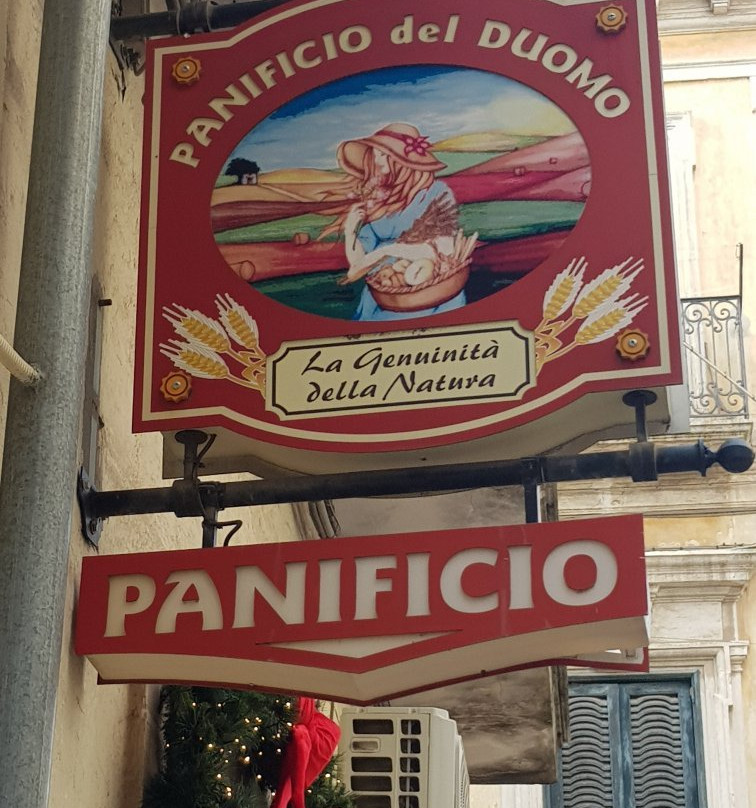 PANIFICIO del DUOMO
La Genuinità
della Natura
PANIFICIO